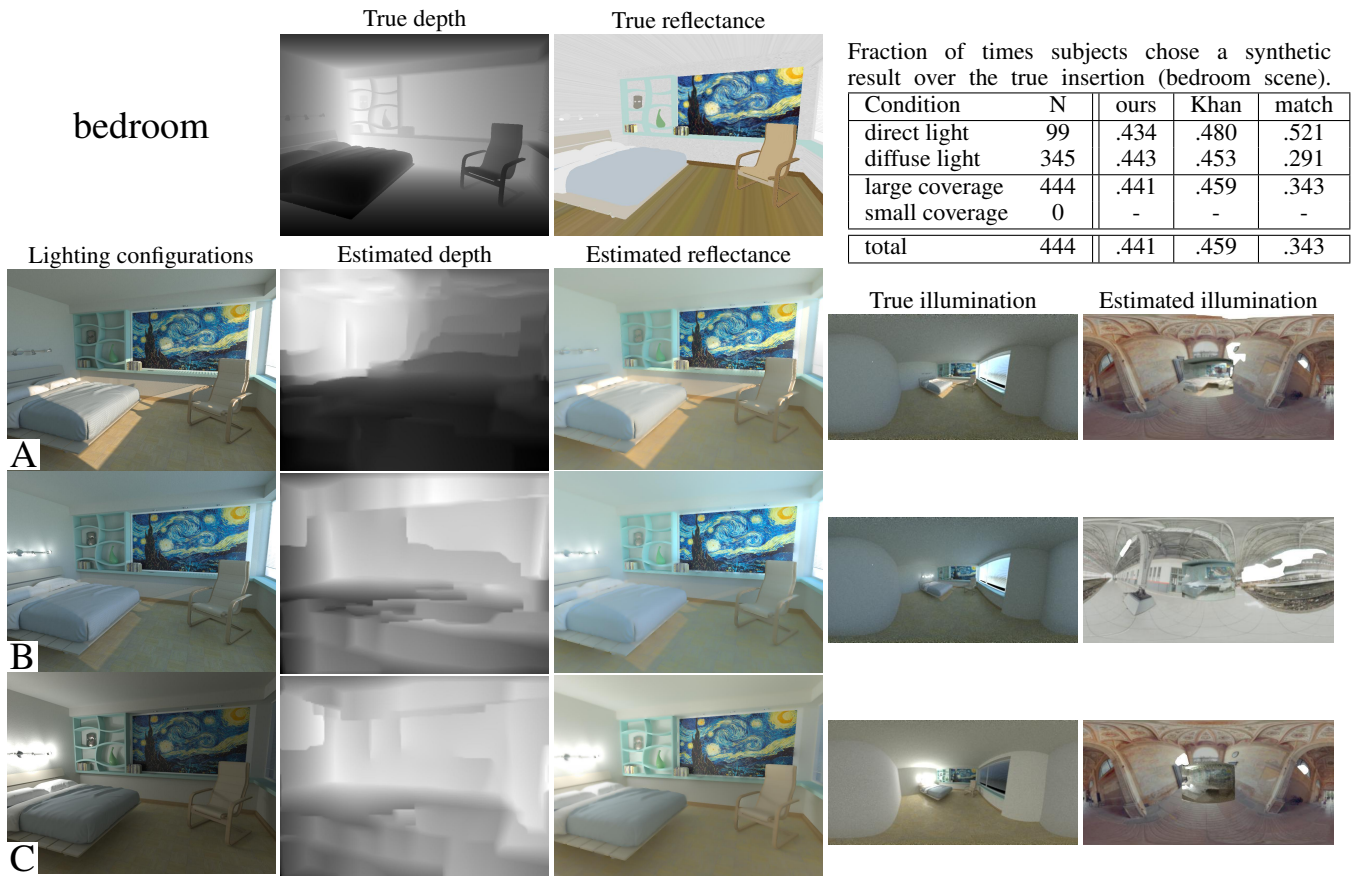 True depth
True reflectance
bedroom
Fraction of times subjects chose a synthetic
result over the true insertion (bedroom scene).
Condition N ours Khan match
direct light 99 .434 .480 .521
diffuse light 345 .443 .453 .291
large coverage 444 .441 .459 .343
small coverage 0 - - -
total 444 .441 .459 .343
Lighting configurations
Estimated depth
Estimated reflectance
True illumination
Estimated illumination
A
B
C